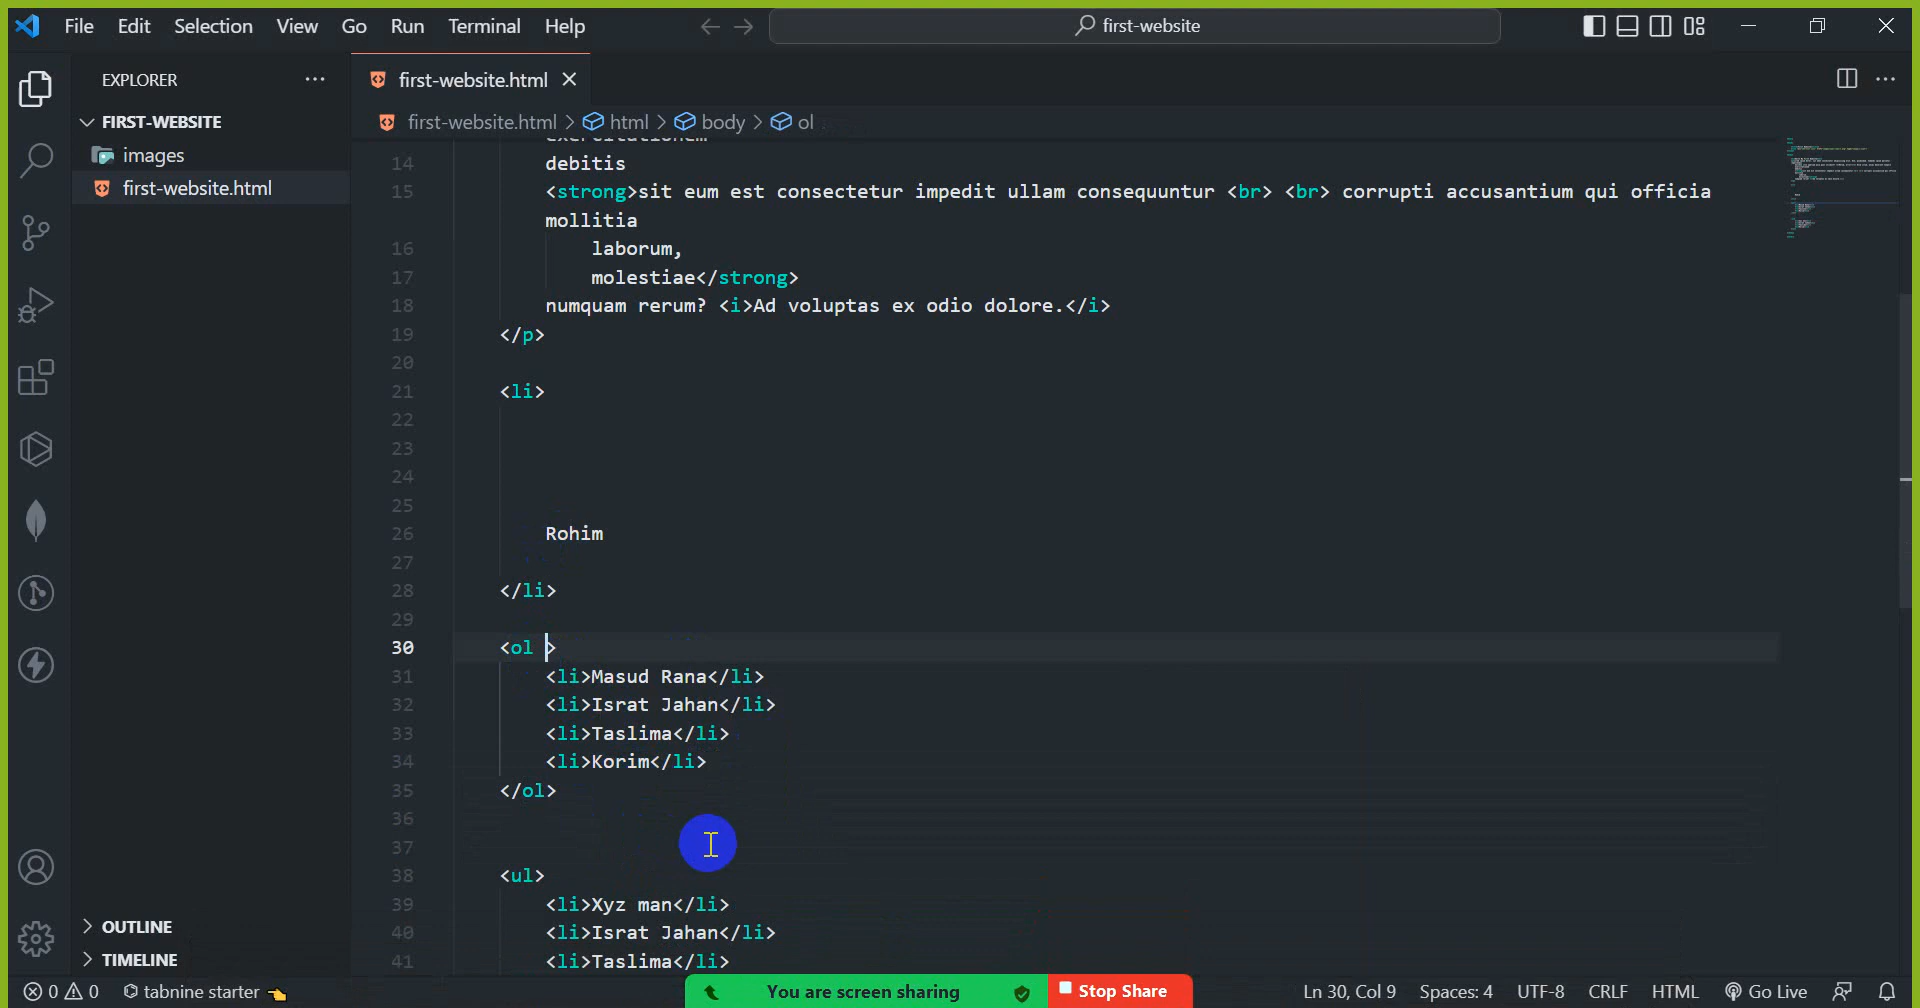 File Edit Selection View Go Run Terminal Help
first-website
EXPLORER
FIRST-WEBSITE
images
first-website.html
OUTLINE
TIMELINE
first-website.html
first-website.html > html > body > ol
14 debitis
15 <strong>sit eum est consectetur impedit ullam consequuntur <br> <br> corrupti accusantium qui officia
mollitia
16 laborum,
17 molestiae</strong>
18 numquam rerum? <i>Ad voluptas ex odio dolore.</i>
19 </p>
20
21 <li>
22
23
24
25
26 Rohim
27
28 </li>
29
30 <ol >
31 <li>Masud Rana</li>
32 <li>Israt Jahan</li>
33 <li>Taslima</li>
34 <li>Korim</li>
35 </ol>
36
37
38 <ul>
39 <li>Xyz man</li>
40 <li>Israt Jahan</li>
41 <li>Taslima</li>
0 0 tabnine starter
You are screen sharing
Stop Share
Ln 30, Col 9 Spaces: 4 UTF-8 CRLF HTML Go Live